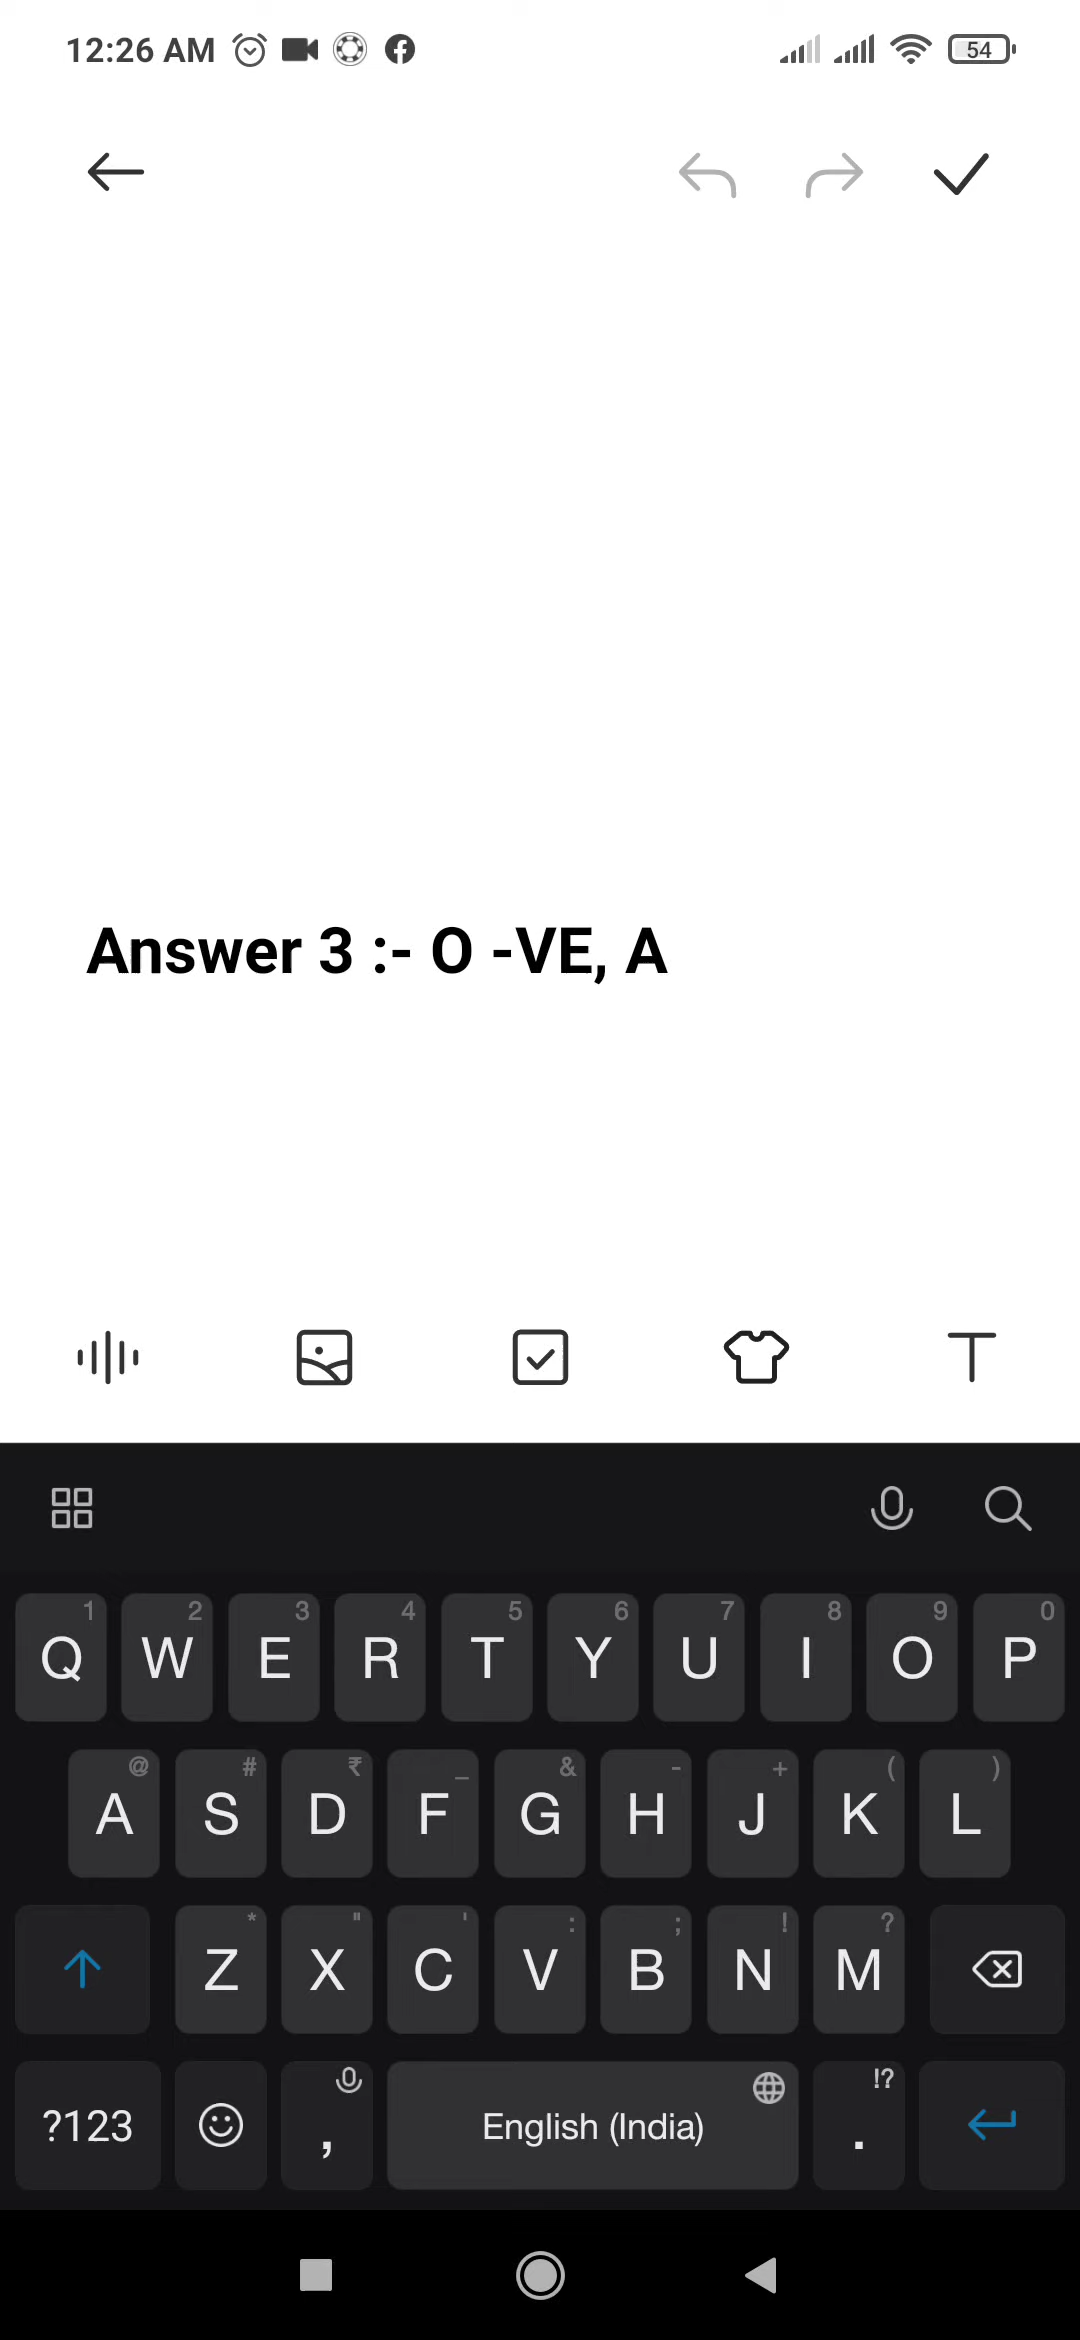 12:26 AM 54
Answer 3 :- O -VE, A
1 2 3 4 5 6 7 8 9 0
Q W E R T Y U I O P
@ # ₹ _ & - + ( )
A S D F G H J K L
* " ' : ; ! ?
Z X C V B N M
!?
?123 , English (India) .